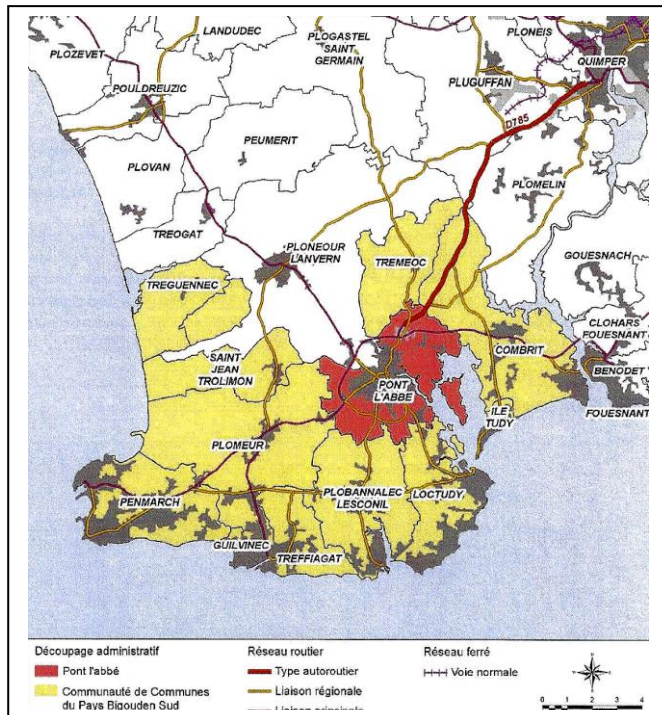 LANDUDEC
PLOGASTEL
SAINT
GERMAIN
PLONEIS
PLOZEVET
QUIMPER
PLUGUFFAN
POULDREUZIC
D785
PEUMERIT
PLOVAN
PLOMELIN
TREOGAT
PLONEOUR
LANVERN
TREMEOC
GOUESNACH
TREGUENNEC
CLOHARS
FOUESNANT
COMBRIT
SAINT
JEAN
TROLIMON
BENODET
PONT
L'ABBE
ILE
TUDY
FOUESNANT
PLOMEUR
PENMARCH
PLOBANNALEC
LESCONIL
LOCTUDY
GUILVINEC
TREFFIAGAT
Découpage administratif
Pont l'abbé
Communauté de Communes
du Pays Bigouden Sud
Réseau routier
Type autoroutier
Liaison régionale
Liaison principale
Réseau ferré
Voie normale
0 2 4